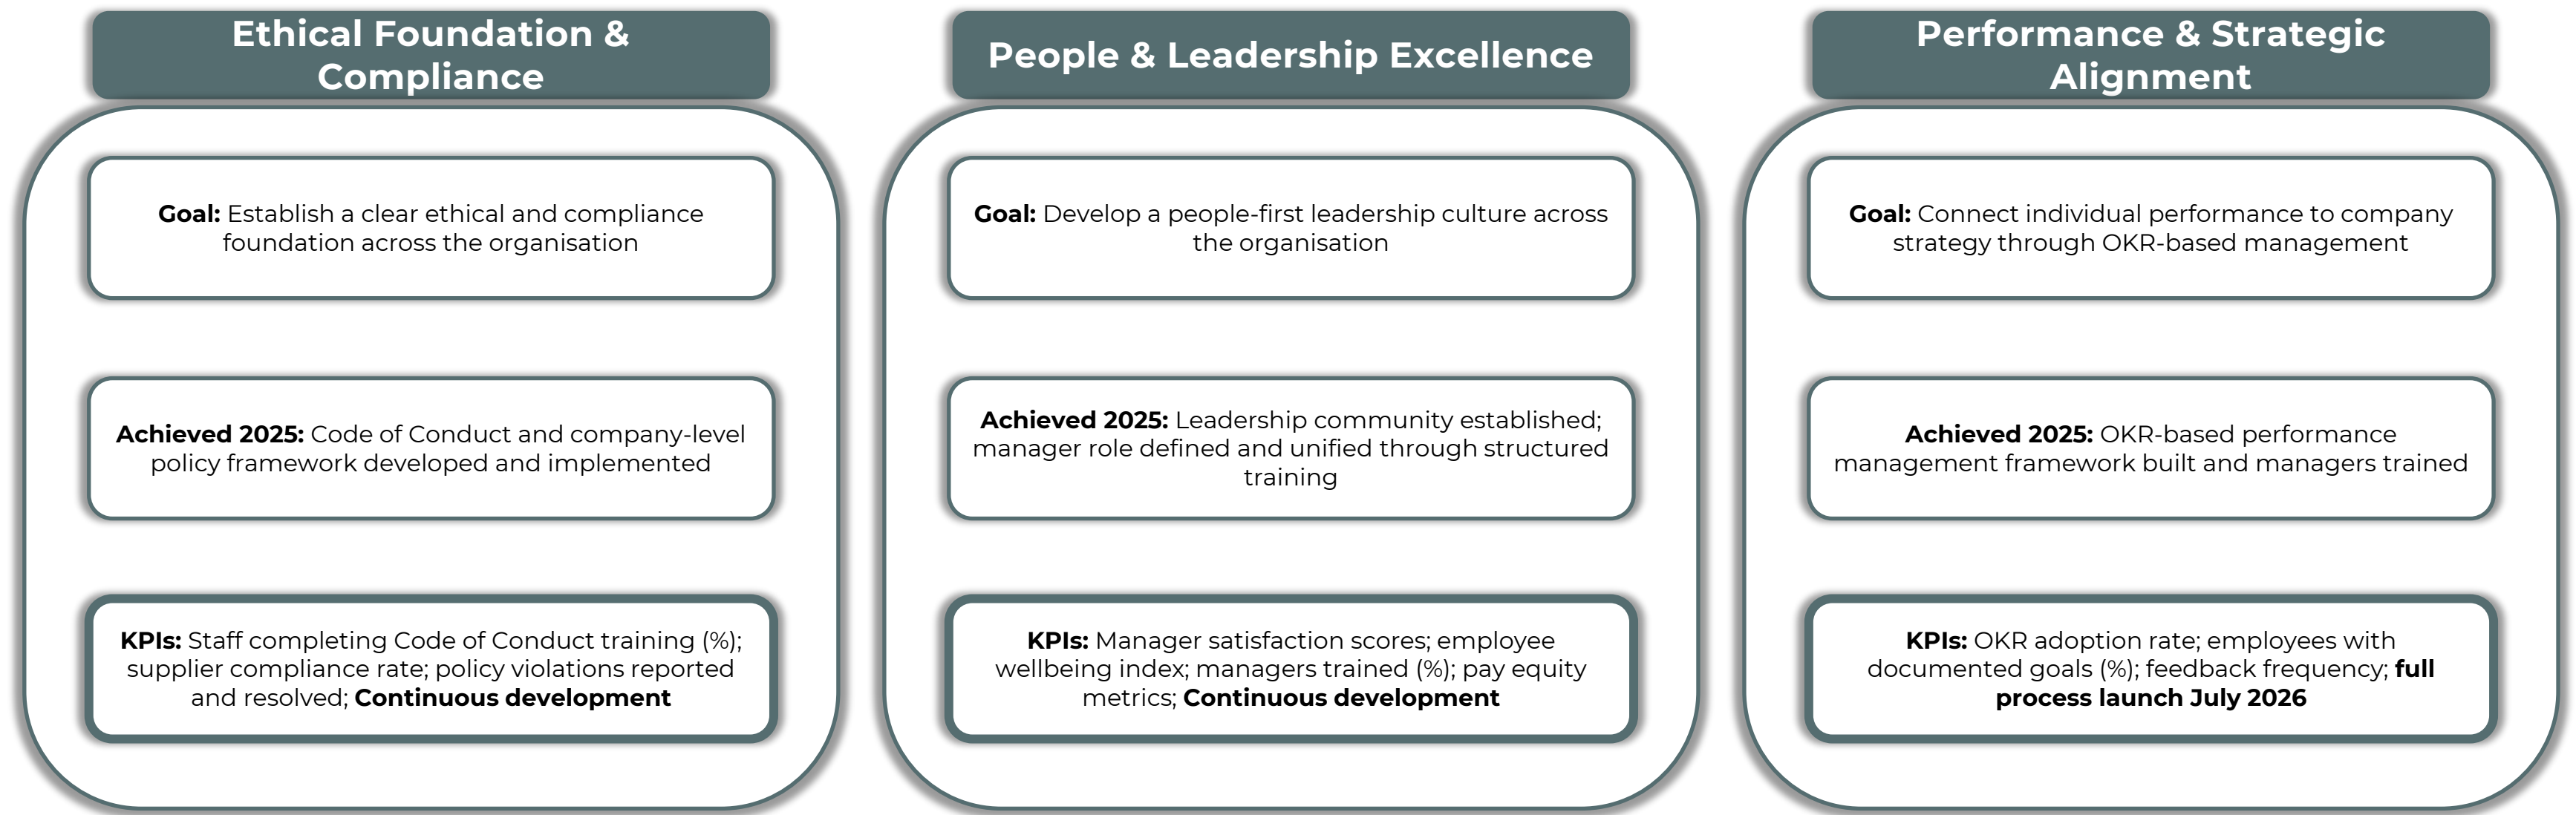 Ethical Foundation &
Compliance
Goal: Establish a clear ethical and compliance
foundation across the organisation
Achieved 2025: Code of Conduct and company-level
policy framework developed and implemented
KPIs: Staff completing Code of Conduct training (%);
supplier compliance rate; policy violations reported
and resolved; Continuous development
People & Leadership Excellence
Goal: Develop a people-first leadership culture across
the organisation
Achieved 2025: Leadership community established;
manager role defined and unified through structured
training
KPIs: Manager satisfaction scores; employee
wellbeing index; managers trained (%); pay equity
metrics; Continuous development
Performance & Strategic
Alignment
Goal: Connect individual performance to company
strategy through OKR-based management
Achieved 2025: OKR-based performance
management framework built and managers trained
KPIs: OKR adoption rate; employees with
documented goals (%); feedback frequency; full
process launch July 2026